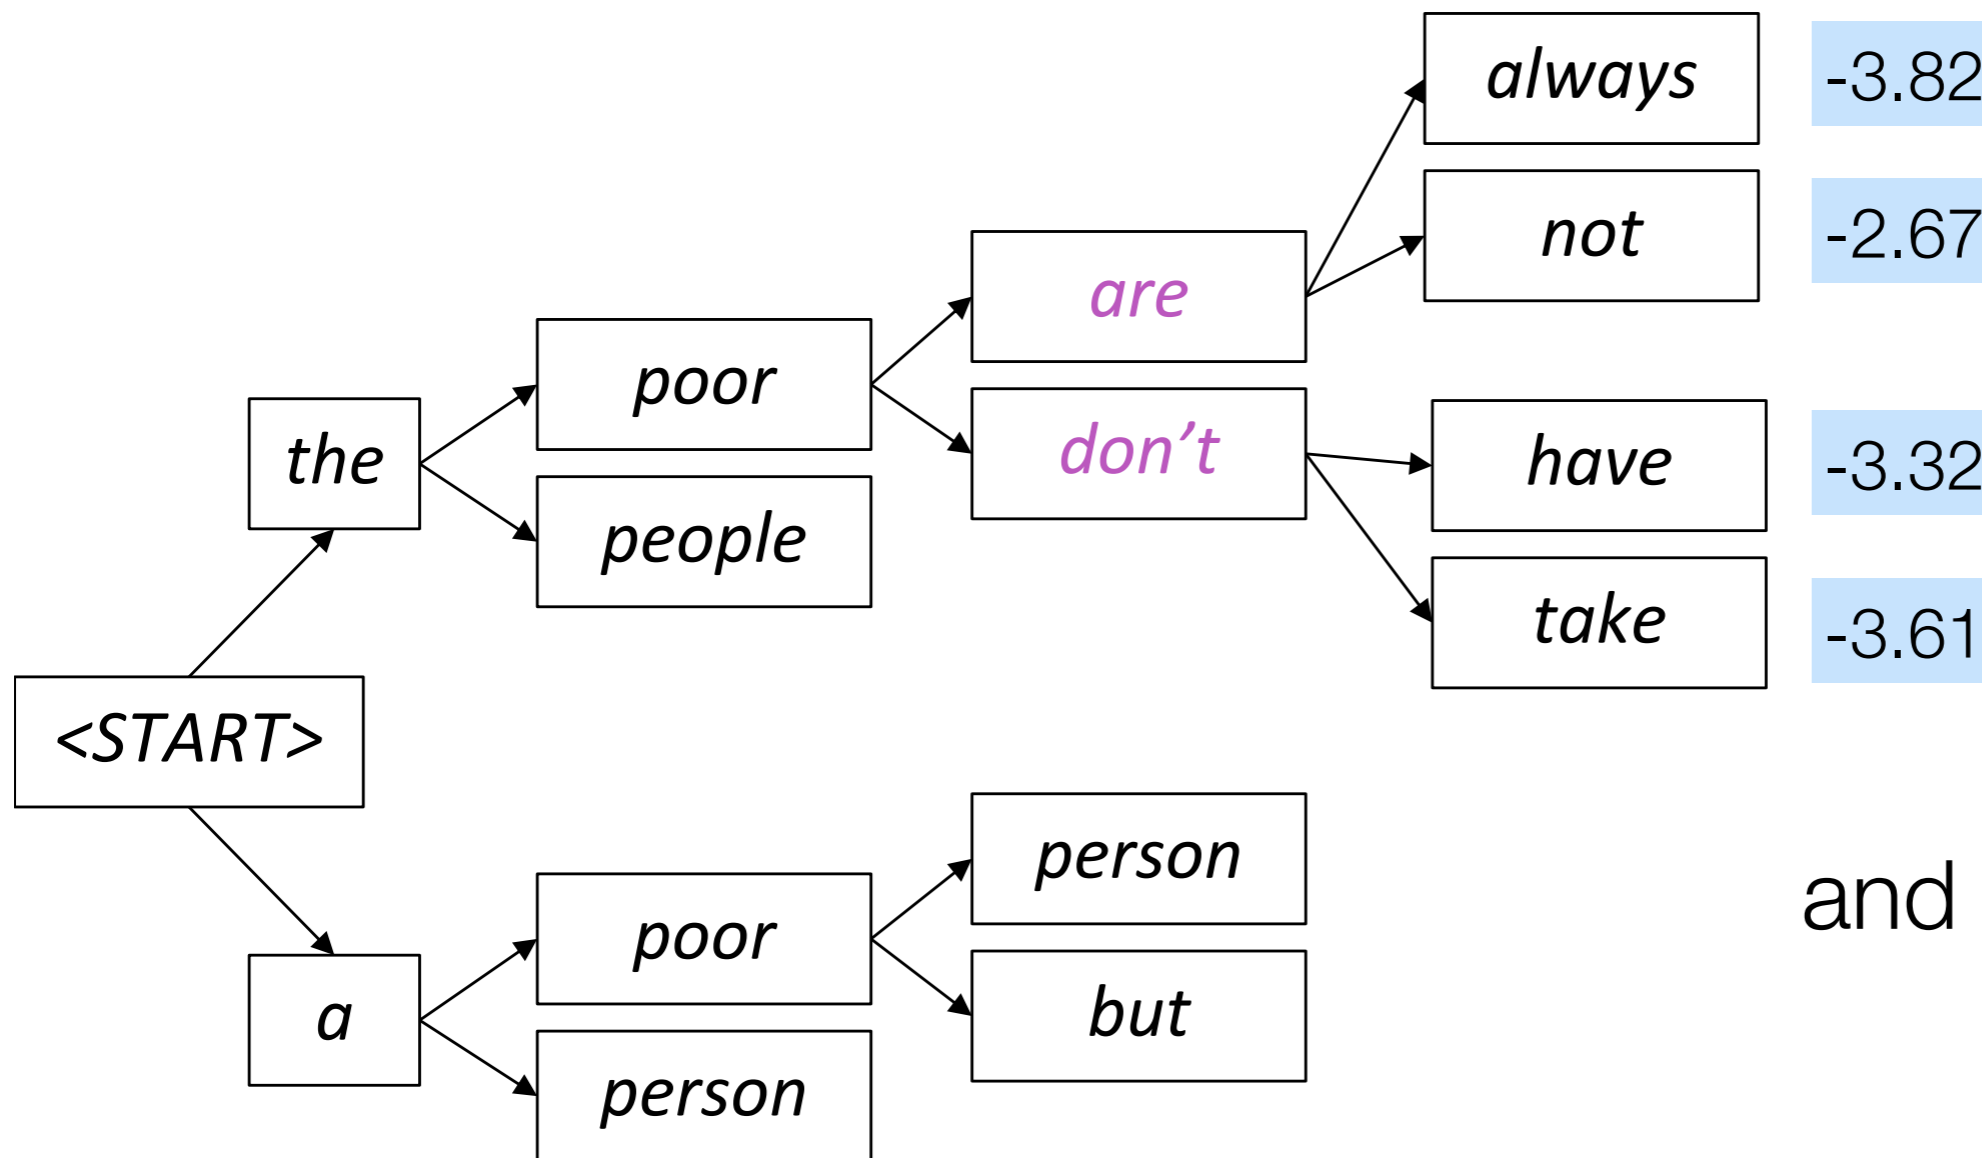 always
-3.82
not
-2.67
are
poor
don’t
the
have
-3.32
people
take
-3.61
<START>
person
and
poor
but
a
person